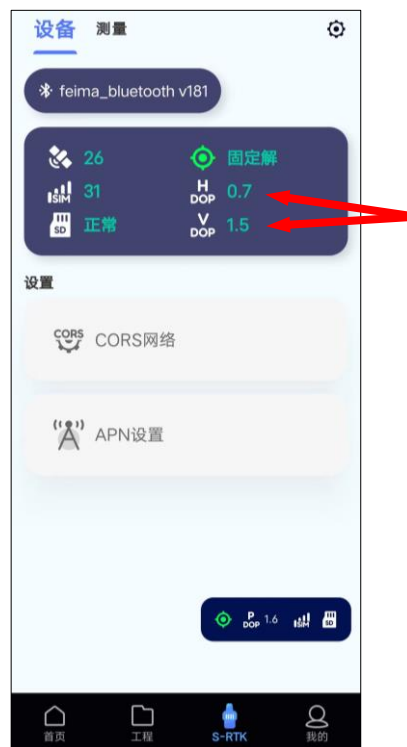 设备 测量
feima_bluetooth v181
26 固定解
SIM 31 H DOP 0.7
SD 正常 V DOP 1.5
设置
CORS CORS网络
APN设置
P DOP 1.6 SIM SD
首页 工程 S-RTK 我的